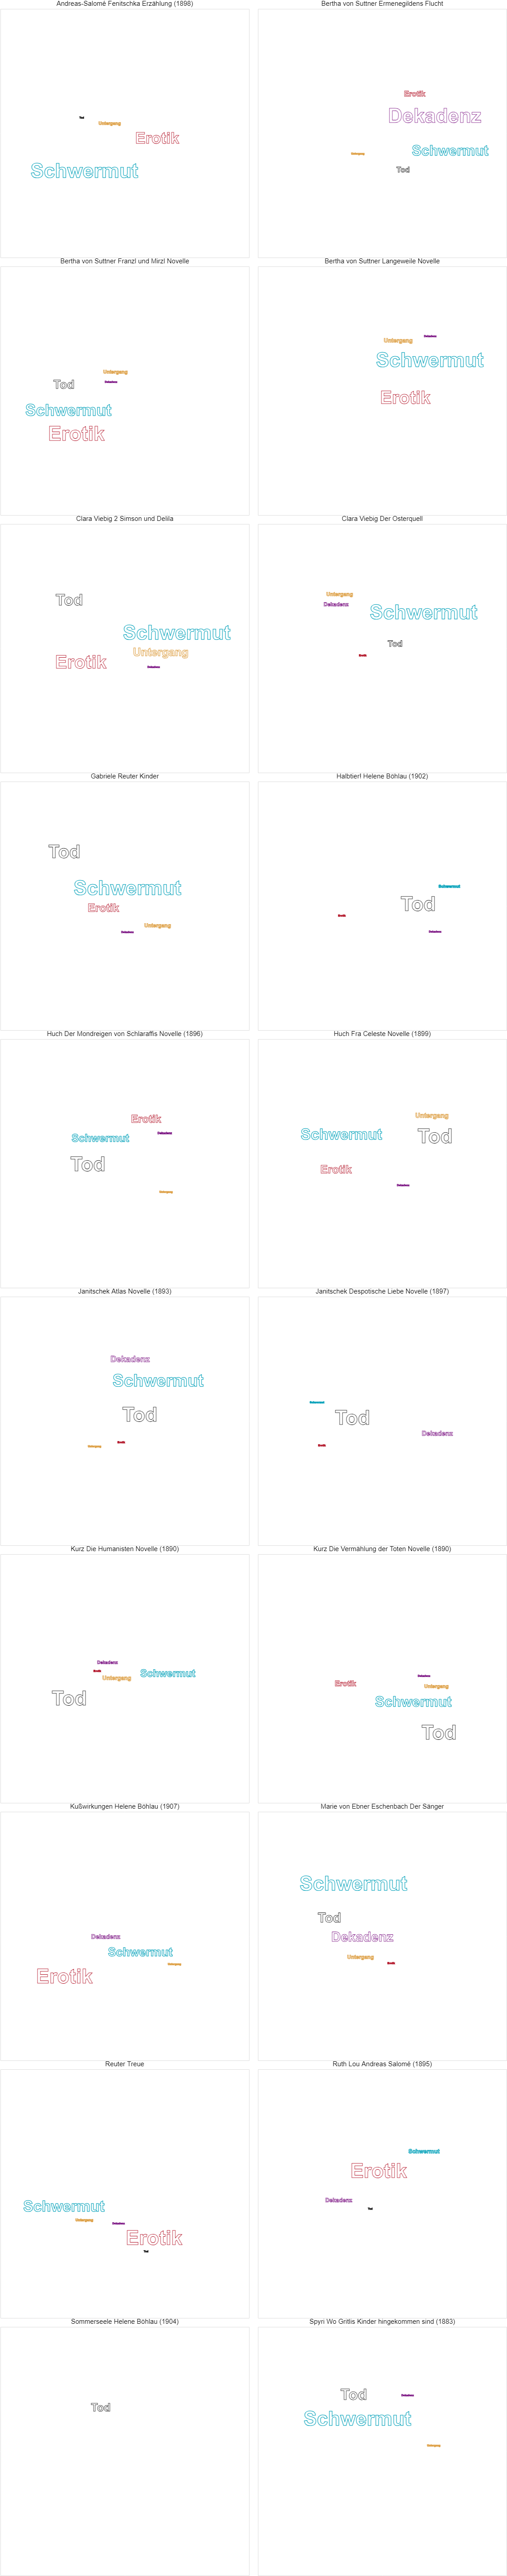 Andreas-Salomé Fenitschka Erzählung (1898)
Tod
Untergang
Erotik
Schwermut
Bertha von Suttner Ermenegildens Flucht
Erotik
Dekadenz
Schwermut
Untergang
Tod
Bertha von Suttner Franzl und Mirzl Novelle
Untergang
Dekadenz
Tod
Schwermut
Erotik
Bertha von Suttner Langeweile Novelle
Dekadenz
Untergang
Schwermut
Erotik
Clara Viebig 2 Simson und Delila
Tod
Schwermut
Untergang
Erotik
Dekadenz
Clara Viebig Der Osterquell
Untergang
Dekadenz
Schwermut
Tod
Erotik
Gabriele Reuter Kinder
Tod
Schwermut
Erotik
Untergang
Dekadenz
Halbtier! Helene Böhlau (1902)
Schwermut
Tod
Erotik
Dekadenz
Huch Der Mondreigen von Schlaraffis Novelle (1896)
Erotik
Dekadenz
Schwermut
Tod
Untergang
Huch Fra Celeste Novelle (1899)
Untergang
Schwermut
Tod
Erotik
Dekadenz
Janitschek Atlas Novelle (1893)
Dekadenz
Schwermut
Tod
Erotik
Untergang
Janitschek Despotische Liebe Novelle (1897)
Schwermut
Tod
Dekadenz
Erotik
Kurz Die Humanisten Novelle (1890)
Dekadenz
Erotik
Schwermut
Untergang
Tod
Kurz Die Vermählung der Toten Novelle (1890)
Dekadenz
Erotik
Untergang
Schwermut
Tod
Kußwirkungen Helene Böhlau (1907)
Dekadenz
Schwermut
Untergang
Erotik
Marie von Ebner Eschenbach Der Sänger
Schwermut
Tod
Dekadenz
Untergang
Erotik
Reuter Treue
Schwermut
Untergang
Dekadenz
Erotik
Tod
Ruth Lou Andreas Salomé (1895)
Schwermut
Erotik
Dekadenz
Tod
Sommerseele Helene Böhlau (1904)
Tod
Spyri Wo Gritlis Kinder hingekommen sind (1883)
Tod
Dekadenz
Schwermut
Untergang